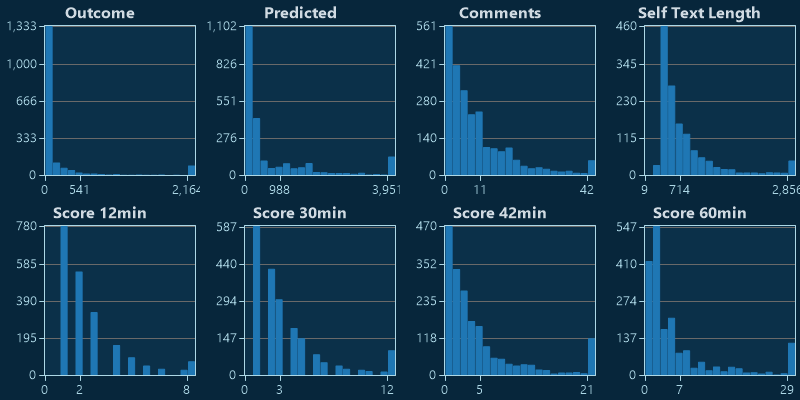 Outcome
1,333
1,000
666
333
0
0 541 2,164
Predicted
1,102
826
551
276
0
0 988 3,951
Comments
561
421
280
140
0
0 11 42
Self Text Length
460
345
230
115
0
9 714 2,856
Score 12min
780
585
390
195
0
0 2 8
Score 30min
587
440
294
147
0
0 3 12
Score 42min
470
352
235
118
0
0 5 21
Score 60min
547
410
274
137
0
0 7 29